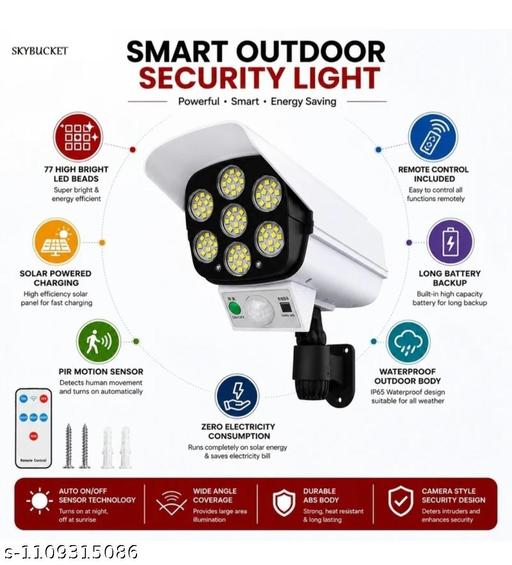 SKYBUCKET
SMART OUTDOOR
SECURITY LIGHT
Powerful • Smart • Energy Saving
77 HIGH BRIGHT
LED BEADS
Super bright &
energy efficient
REMOTE CONTROL
INCLUDED
Easy to control all
functions remotely
SOLAR POWERED
CHARGING
High efficiency solar
panel for fast charging
LONG BATTERY
BACKUP
Built-in high capacity
battery for long backup
ON/OFF
PIR MOTION SENSOR
Detects human movement
and turns on automatically
WATERPROOF
OUTDOOR BODY
IP65 Waterproof design
suitable for all weather
ZERO ELECTRICITY
CONSUMPTION
Runs completely on solar energy
& saves electricity bill
Remote Control
AUTO ON/OFF
SENSOR TECHNOLOGY
Turns on at night,
off at sunrise
WIDE ANGLE
COVERAGE
Provides large area
illumination
DURABLE
ABS BODY
Strong, heat resistant
& long lasting
CAMERA STYLE
SECURITY DESIGN
Deters intruders and
enhances security
s-1109315086